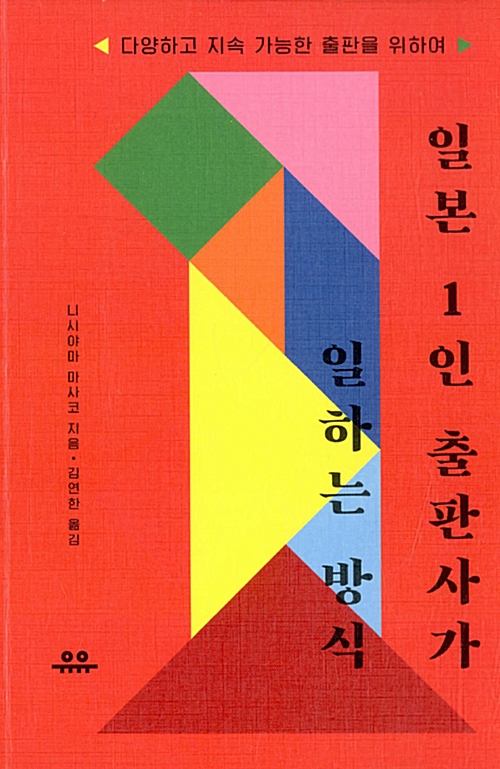 다양하고 지속 가능한 출판을 위하여
일본 1인 출판사가
일하는 방식
니시야마 마사코 지음 • 김연한 옮김
유유